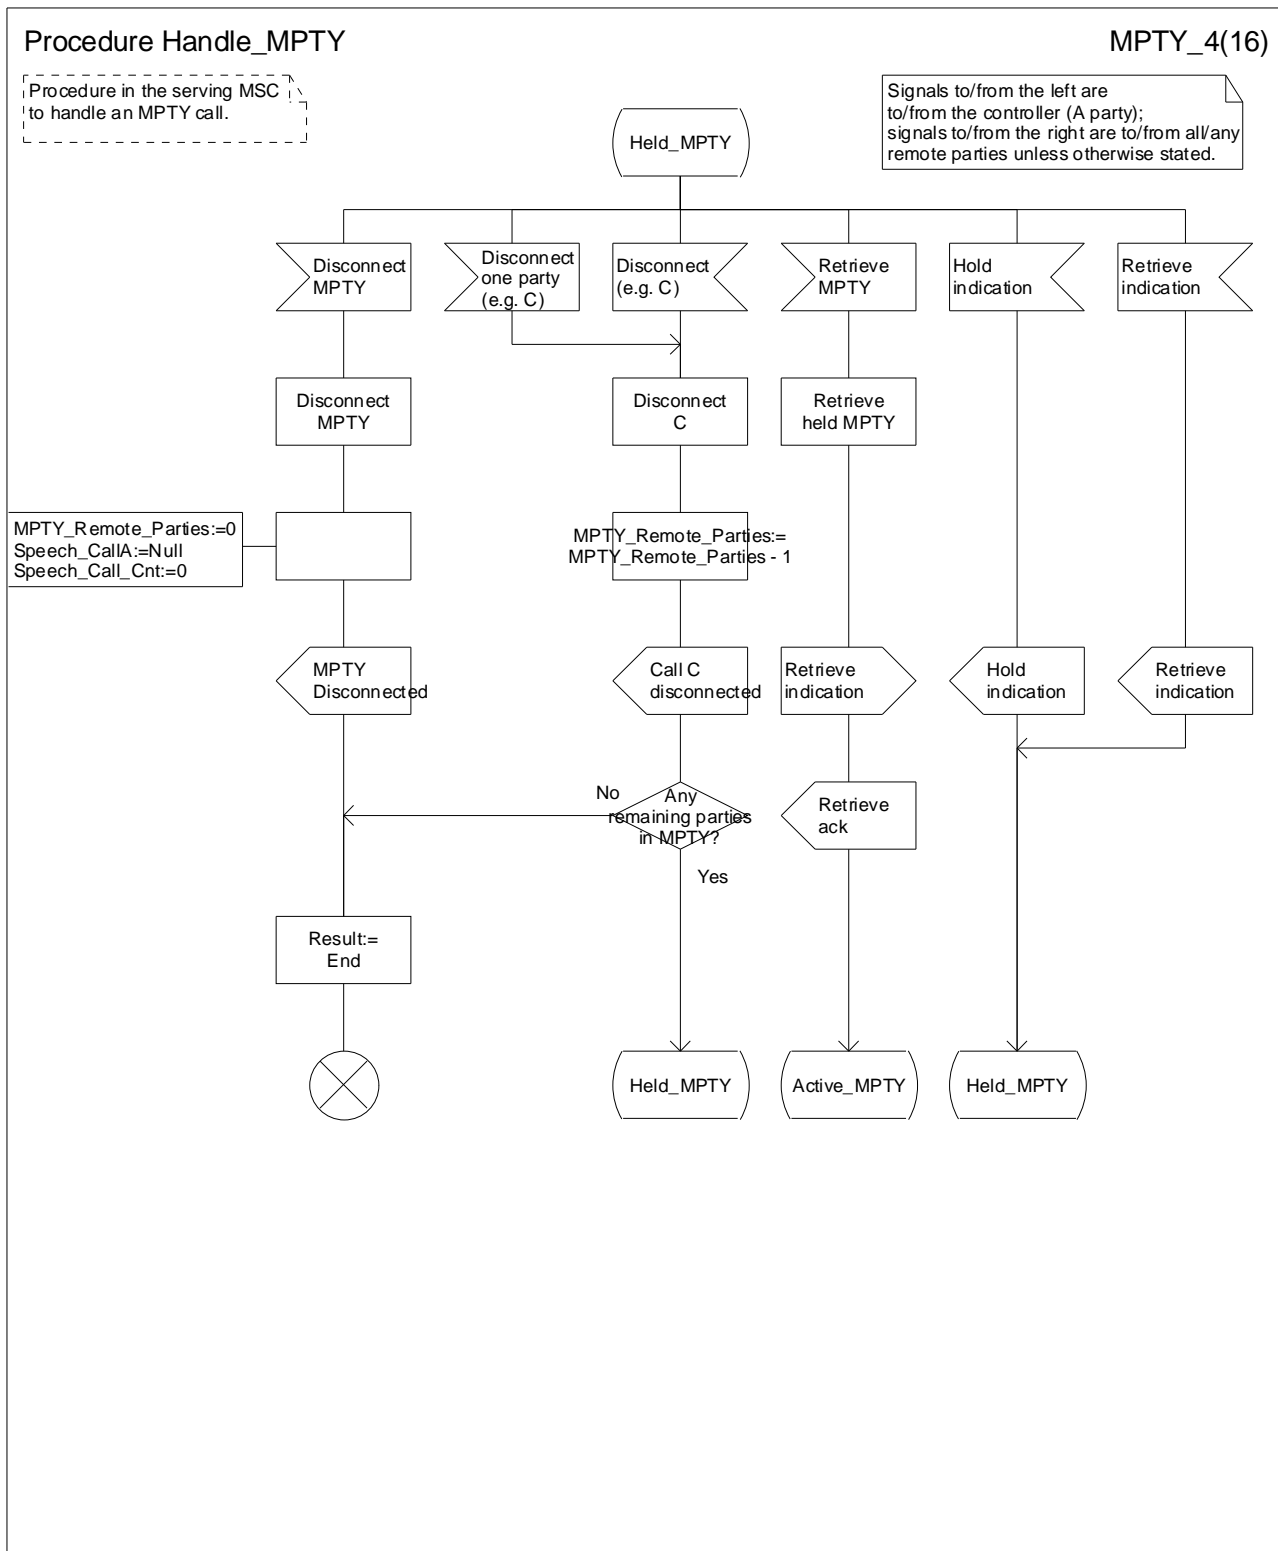 Procedure Handle_MPTY
MPTY_4(16)
Procedure in the serving MSC
to handle an MPTY call.
Signals to/from the left are
to/from the controller (A party);
signals to/from the right are to/from all/any
remote parties unless otherwise stated.
Held_MPTY
Disconnect
MPTY
Disconnect
one party
(e.g. C)
Disconnect
(e.g. C)
Retrieve
MPTY
Hold
indication
Retrieve
indication
Disconnect
MPTY
Disconnect
C
Retrieve
held MPTY
MPTY_Remote_Parties:=0
Speech_CallA:=Null
Speech_Call_Cnt:=0
MPTY_Remote_Parties:=
MPTY_Remote_Parties - 1
MPTY
Disconnected
Call C
disconnected
Retrieve
indication
Hold
indication
Retrieve
indication
No
Any
remaining parties
in MPTY?
Retrieve
ack
Yes
Result:=
End
Held_MPTY
Active_MPTY
Held_MPTY